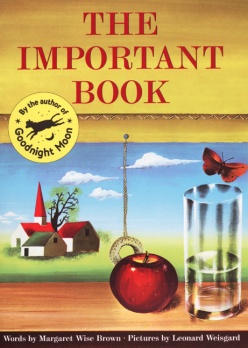 THE
IMPORTANT
BOOK
By the author of
Goodnight Moon
Words by Margaret Wise Brown · Pictures by Leonard Weisgard